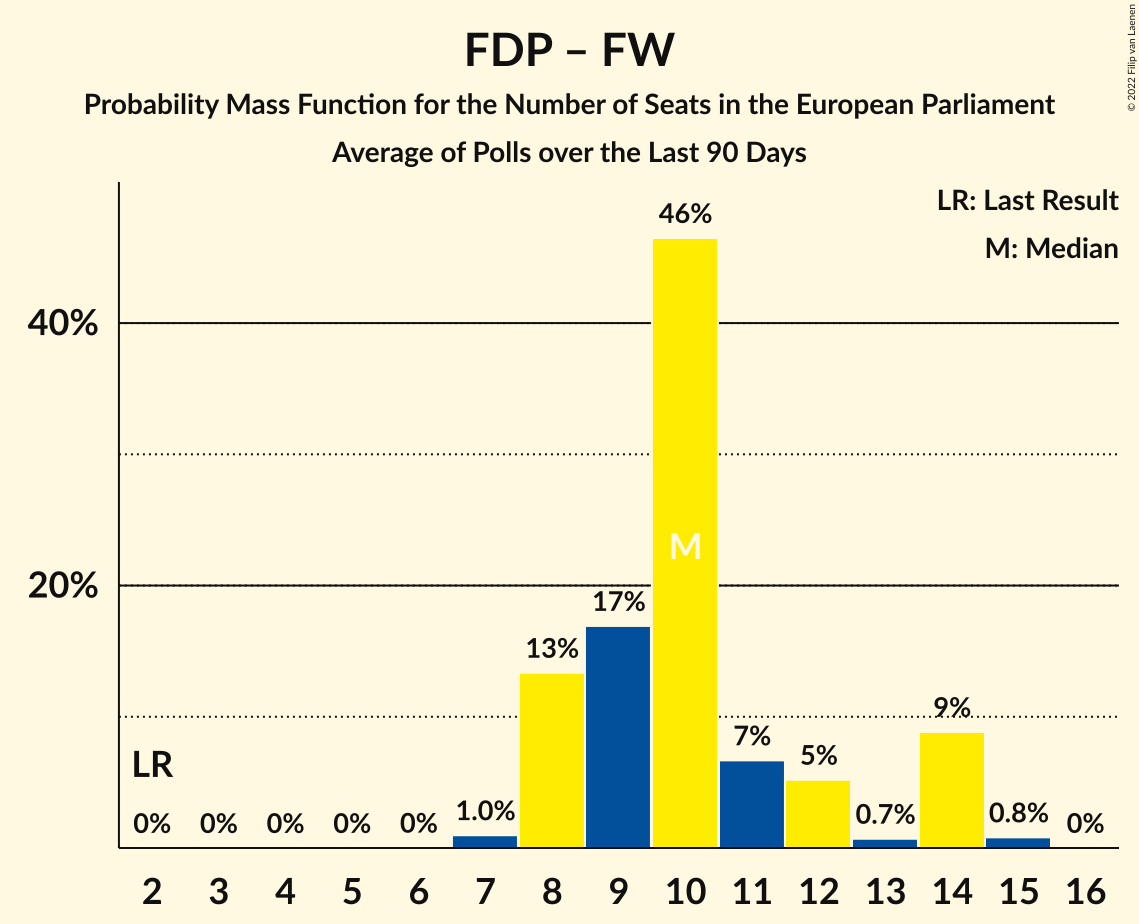 FDP – FW
Probability Mass Function for the Number of Seats in the European Parliament
Average of Polls over the Last 90 Days
© 2022 Filip van Laenen
LR: Last Result
M: Median
46%
40%
M
20%
17%
13%
9%
7%
5%
LR
0% 0% 0% 0% 0% 1.0% 0.7% 0.8% 0%
2 3 4 5 6 7 8 9 10 11 12 13 14 15 16